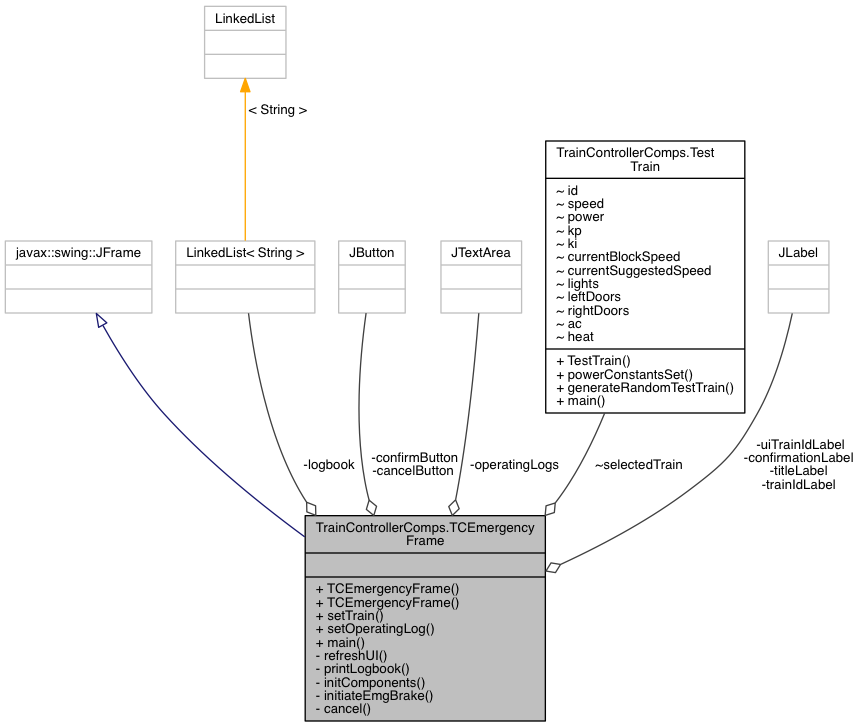 LinkedList
< String >
javax::swing::JFrame
LinkedList< String >
JButton
JTextArea
TrainControllerComps.Test
Train
~ id
~ speed
~ power
~ kp
~ ki
~ currentBlockSpeed
~ currentSuggestedSpeed
~ lights
~ leftDoors
~ rightDoors
~ ac
~ heat
+ TestTrain()
+ powerConstantsSet()
+ generateRandomTestTrain()
+ main()
JLabel
-logbook
-confirmButton
-cancelButton
-operatingLogs
~selectedTrain
-uiTrainIdLabel
-confirmationLabel
-titleLabel
-trainIdLabel
TrainControllerComps.TCEmergency
Frame
+ TCEmergencyFrame()
+ TCEmergencyFrame()
+ setTrain()
+ setOperatingLog()
+ main()
- refreshUI()
- printLogbook()
- initComponents()
- initiateEmgBrake()
- cancel()